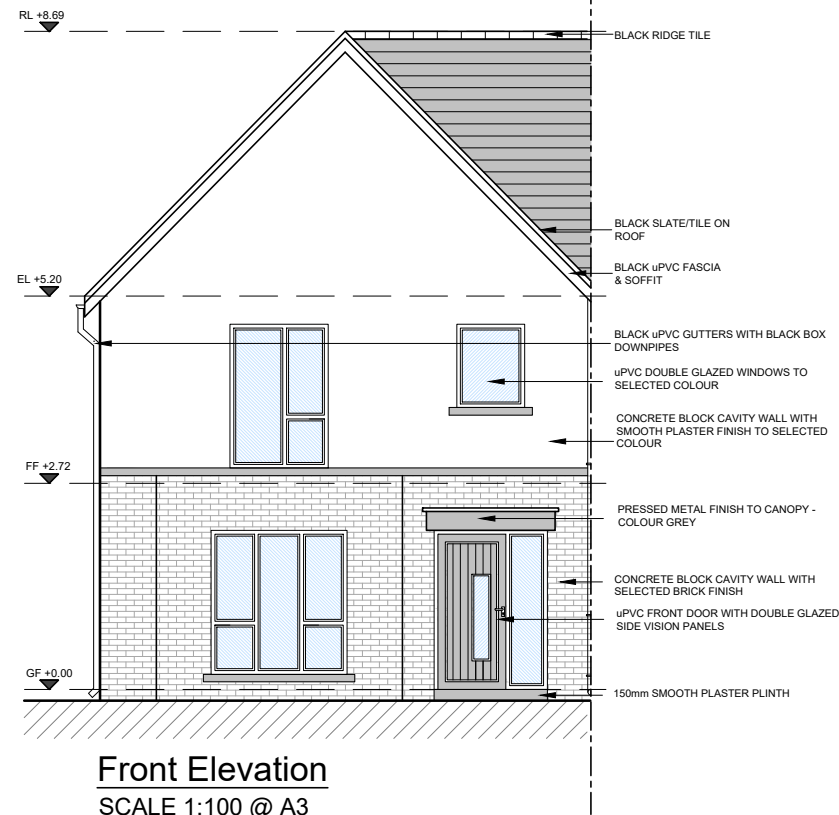 RL +8.69
BLACK RIDGE TILE
BLACK SLATE/TILE ON
ROOF
BLACK uPVC FASCIA
& SOFFIT
EL +5.20
BLACK uPVC GUTTERS WITH BLACK BOX
DOWNPIPES
uPVC DOUBLE GLAZED WINDOWS TO
SELECTED COLOUR
CONCRETE BLOCK CAVITY WALL WITH
SMOOTH PLASTER FINISH TO SELECTED
COLOUR
FF +2.72
PRESSED METAL FINISH TO CANOPY -
COLOUR GREY
CONCRETE BLOCK CAVITY WALL WITH
SELECTED BRICK FINISH
uPVC FRONT DOOR WITH DOUBLE GLAZED
SIDE VISION PANELS
GF +0.00
150mm SMOOTH PLASTER PLINTH
Front Elevation
SCALE 1:100 @ A3